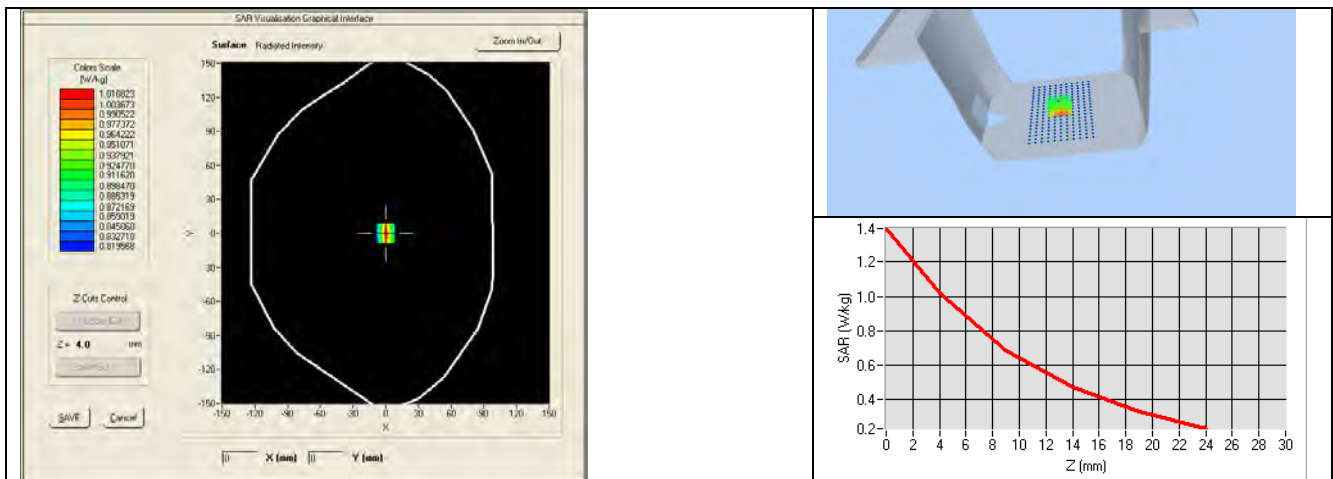 SAR Visualisation Graphical Interface
Surface Radiated Intensity
Zoom In/Out
Colors Scale
(W/kg)
1.016823
1.003673
0.990522
0.977372
0.964222
0.951071
0.937921
0.924770
0.911620
0.898470
0.885319
0.872169
0.859019
0.845868
0.832718
0.819568
150-
120-
90-
60-
30-
0-
-30-
-60-
-90-
-120-
-150-
Y
-150 -120 -90 -60 -30 0 30 60 90 120 150
X
Z Cuts Control
Z = 4.0 mm
SAVE Cancel
0 X (mm) 0 Y (mm)
1.4-
1.2-
1.0-
0.8-
0.6-
0.4-
0.2-
SAR (W/kg)
0 2 4 6 8 10 12 14 16 18 20 22 24 26 28 30
Z (mm)